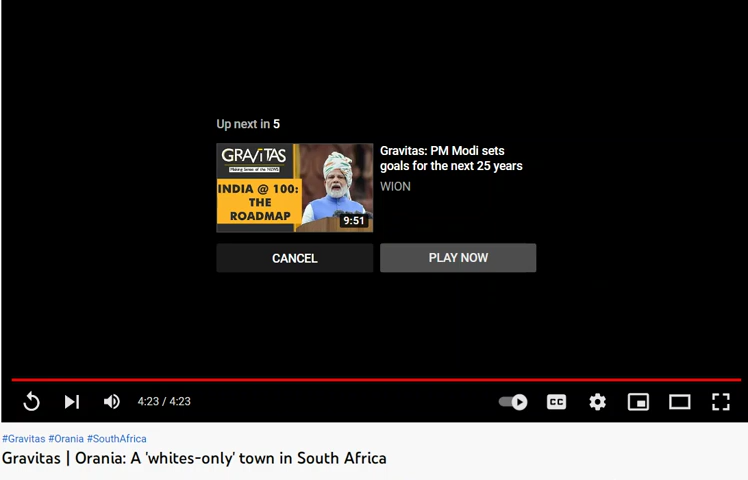 Up next in 5
GRAVITAS
Making Sense of the NEWS
INDIA @ 100:
THE
ROADMAP
9:51
Gravitas: PM Modi sets
goals for the next 25 years
WION
CANCEL
PLAY NOW
4:23 / 4:23
CC
#Gravitas #Orania #SouthAfrica
Gravitas | Orania: A 'whites-only' town in South Africa